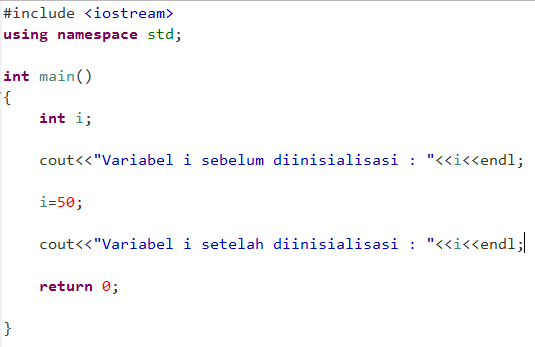 #include <iostream>
using namespace std;
int main()
{
int i;
cout<<"Variabel i sebelum diinisialisasi : "<<i<<endl;
i=50;
cout<<"Variabel i setelah diinisialisasi : "<<i<<endl;
return 0;
}